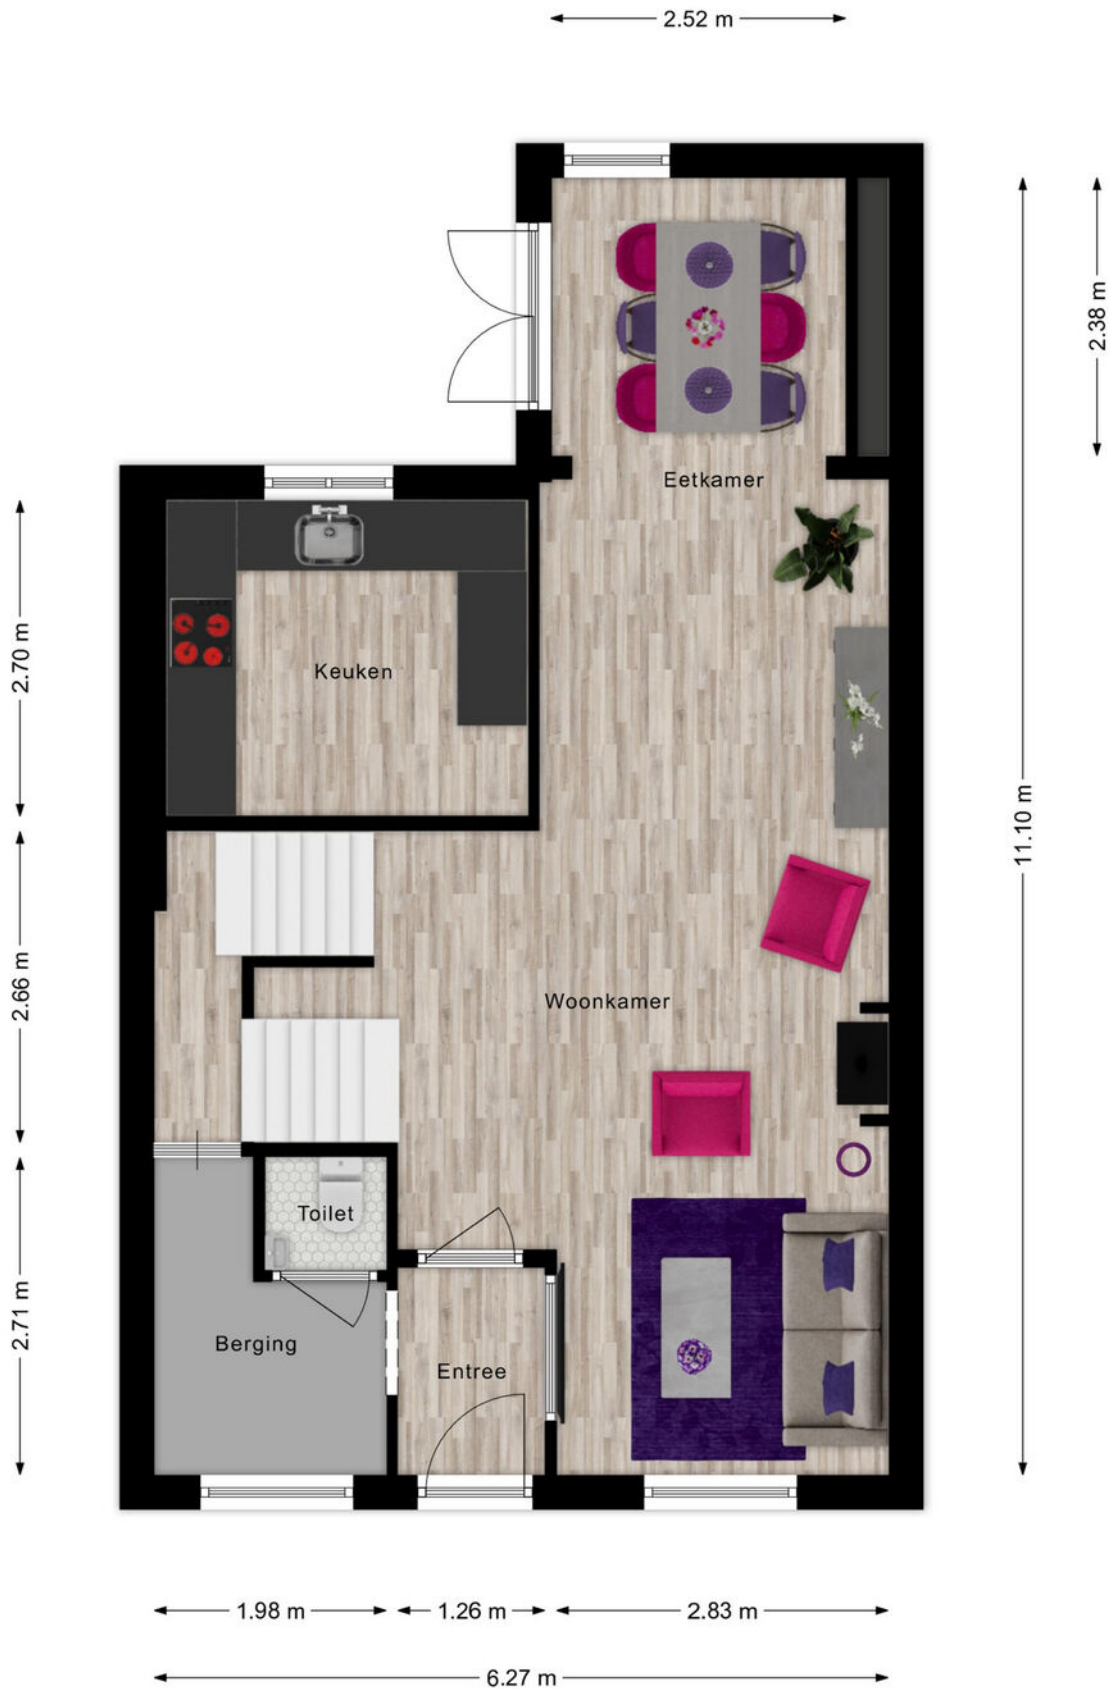 2.52 m
2.38 m
Eetkamer
2.70 m
Keuken
11.10 m
2.66 m
Woonkamer
Toilet
2.71 m
Berging
Entree
1.98 m
1.26 m
2.83 m
6.27 m